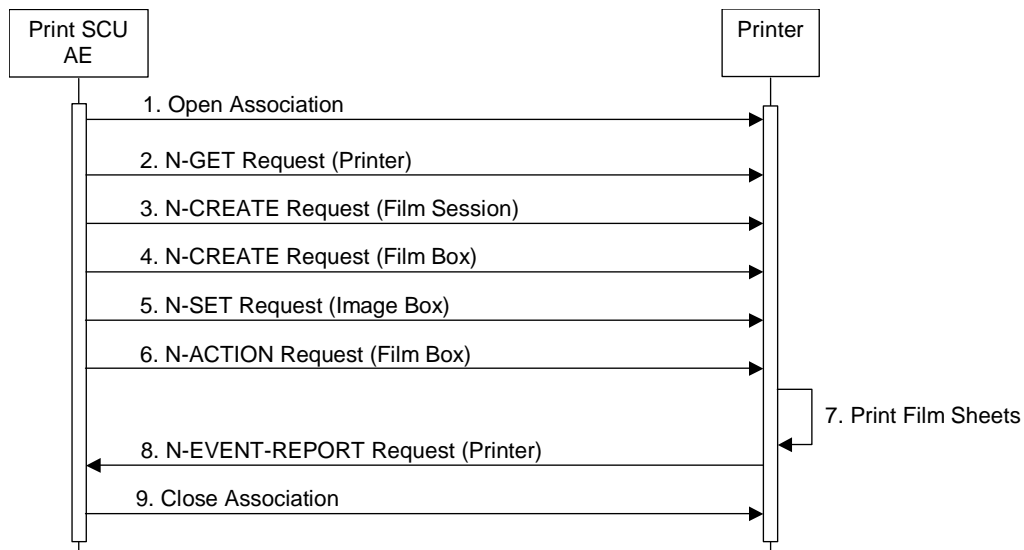 Print SCU
AE
Printer
1. Open Association
2. N-GET Request (Printer)
3. N-CREATE Request (Film Session)
4. N-CREATE Request (Film Box)
5. N-SET Request (Image Box)
6. N-ACTION Request (Film Box)
7. Print Film Sheets
8. N-EVENT-REPORT Request (Printer)
9. Close Association